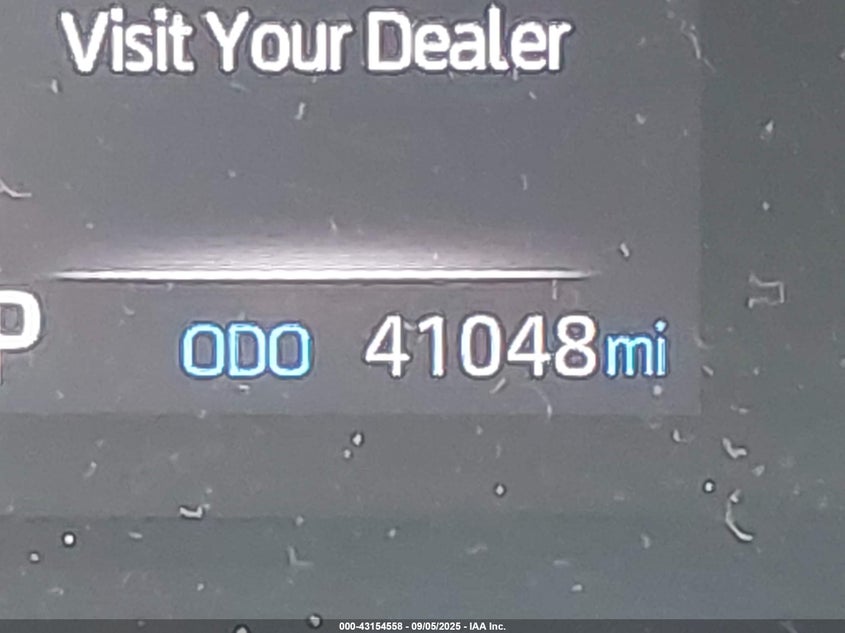 Visit Your Dealer
P
ODO 41048mi
000-43154558 - 09/05/2025 - IAA Inc.